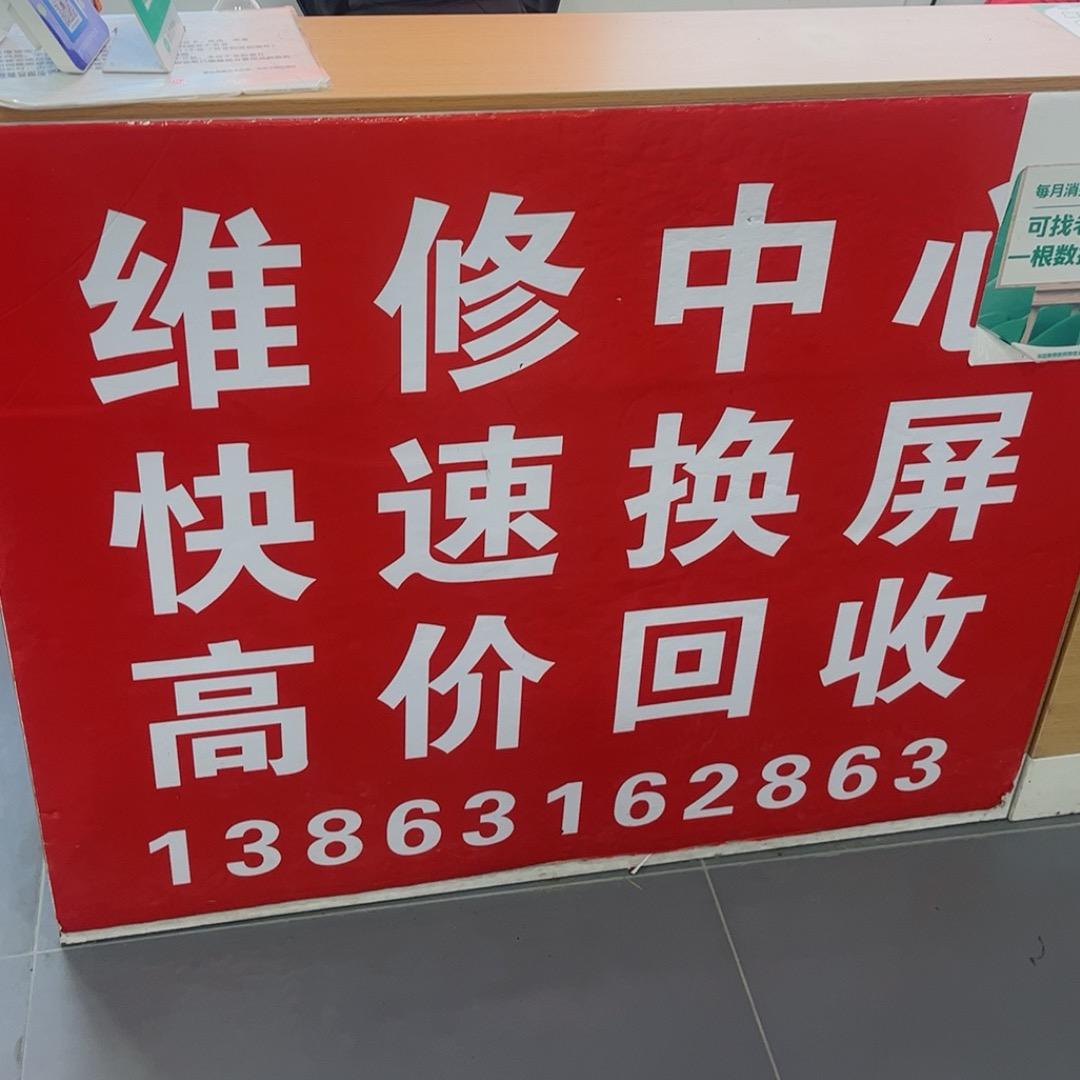 维修中心
快速换屏
高价回收
13863162863
每月消
可找
一根数